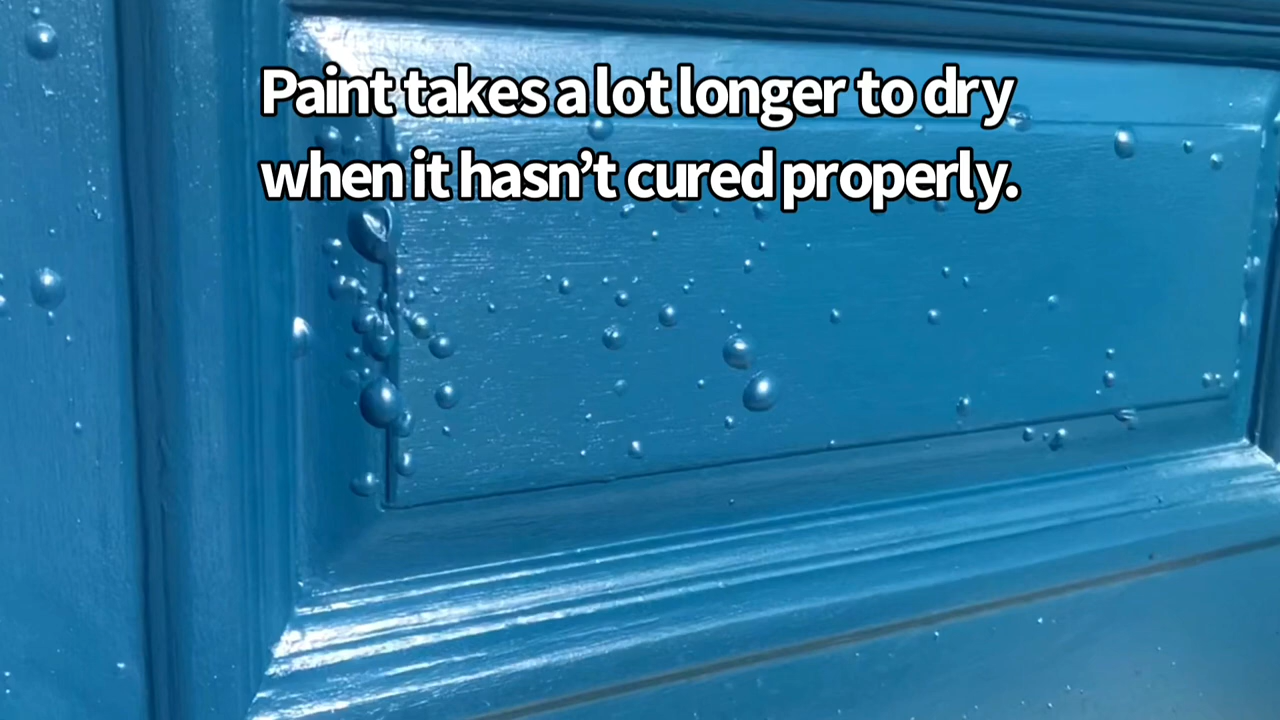 Paint takes a lot longer to dry
when it hasn’t cured properly.